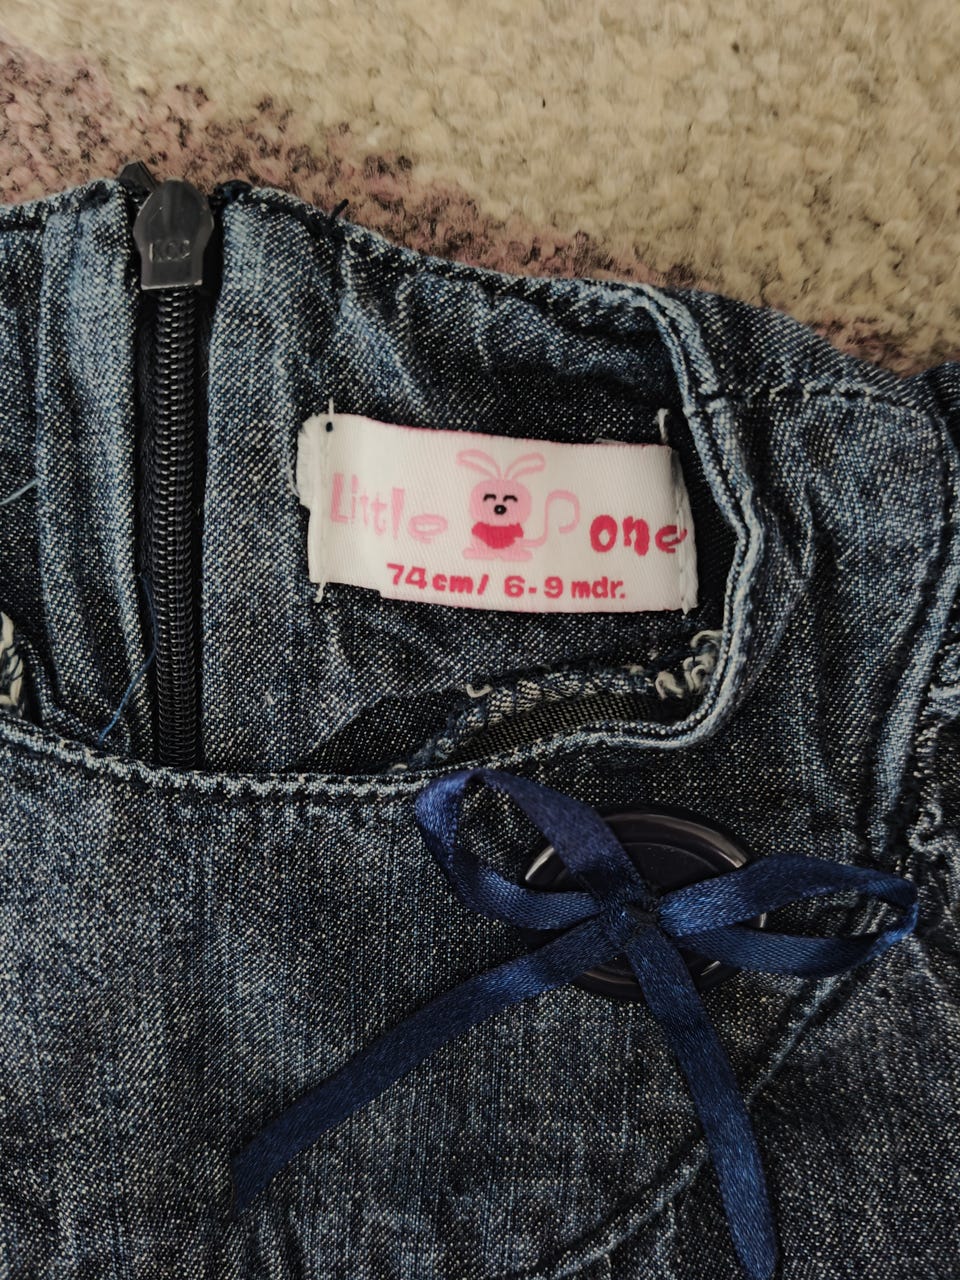 Little one
74cm/ 6-9 mdr.